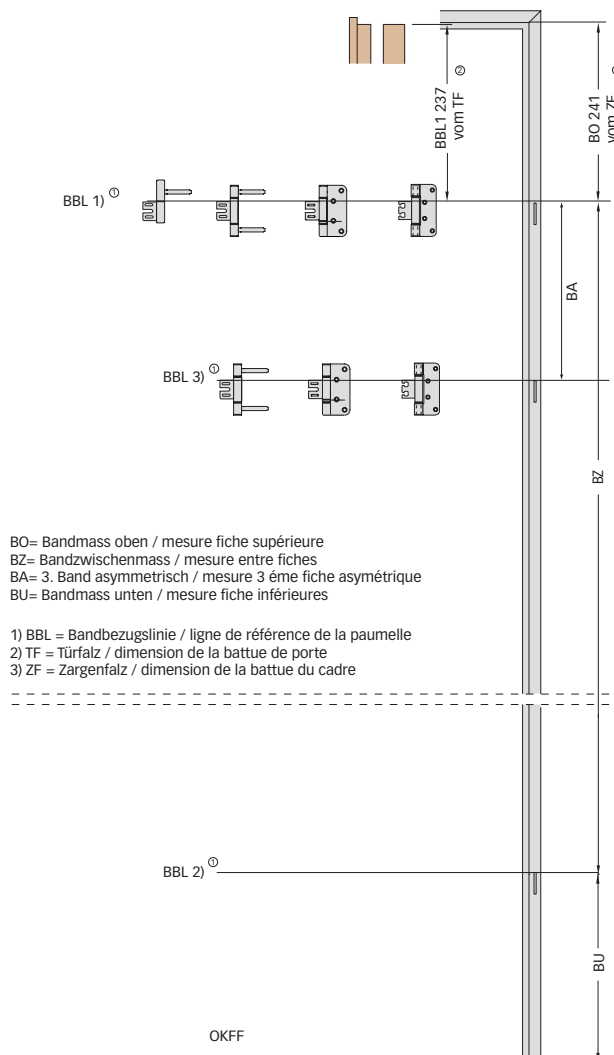 BBL1 237
vom TF ②
BO 241
vom ZF
BBL 1) ①
BA
BBL 3) ①
BZ
BO= Bandmass oben / mesure fiche supérieure
BZ= Bandzwischenmass / mesure entre fiches
BA= 3. Band asymmetrisch / mesure 3 éme fiche asymétrique
BU= Bandmass unten / mesure fiche inférieures
1) BBL = Bandbezugslinie / ligne de référence de la paumelle
2) TF = Türfalz / dimension de la battue de porte
3) ZF = Zargenfalz / dimension de la battue du cadre
BBL 2) ①
BU
OKFF